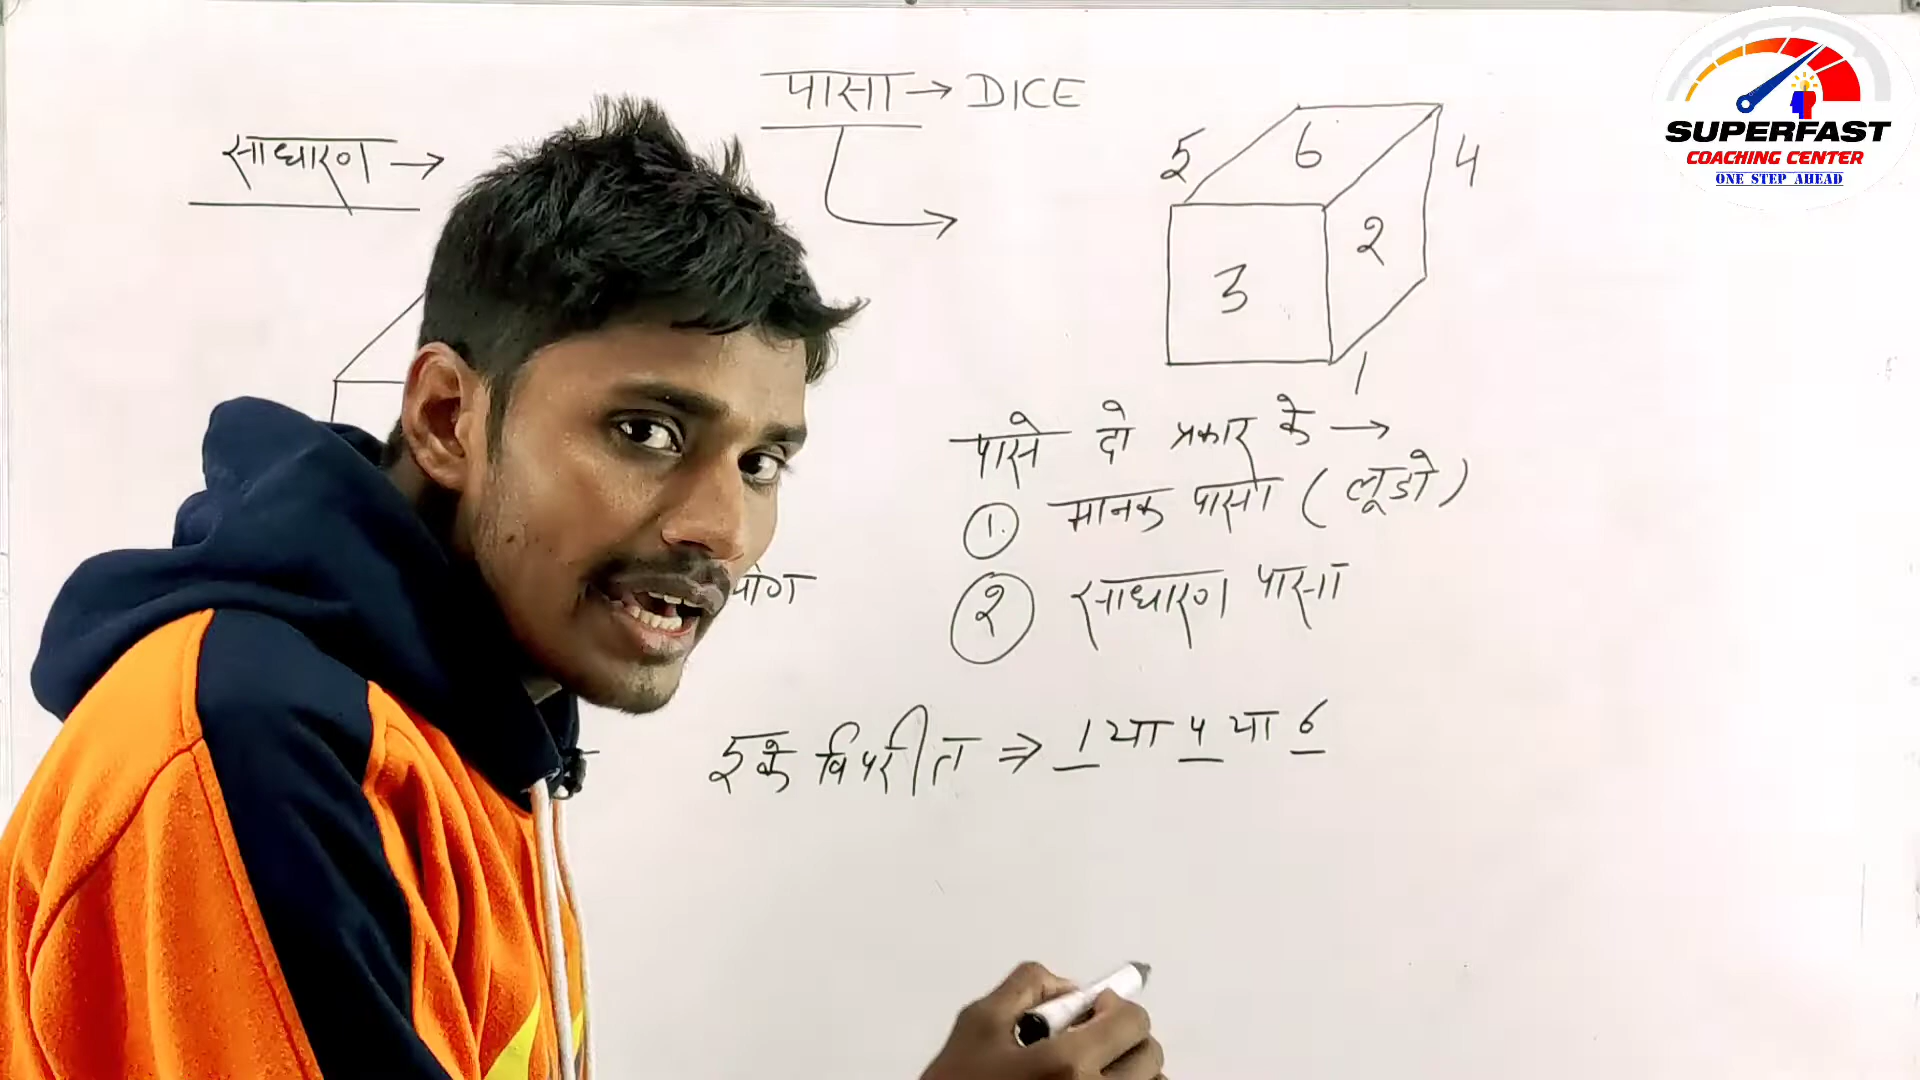 SUPERFAST
COACHING CENTER
ONE STEP AHEAD
पासा → DICE
साधारण →
5 6 4
3 2
1
पासे दो प्रकार के →
① मानक पासा (लूडो)
② साधारण पासा
के विपरीत ⇒ 1 या 4 या 6